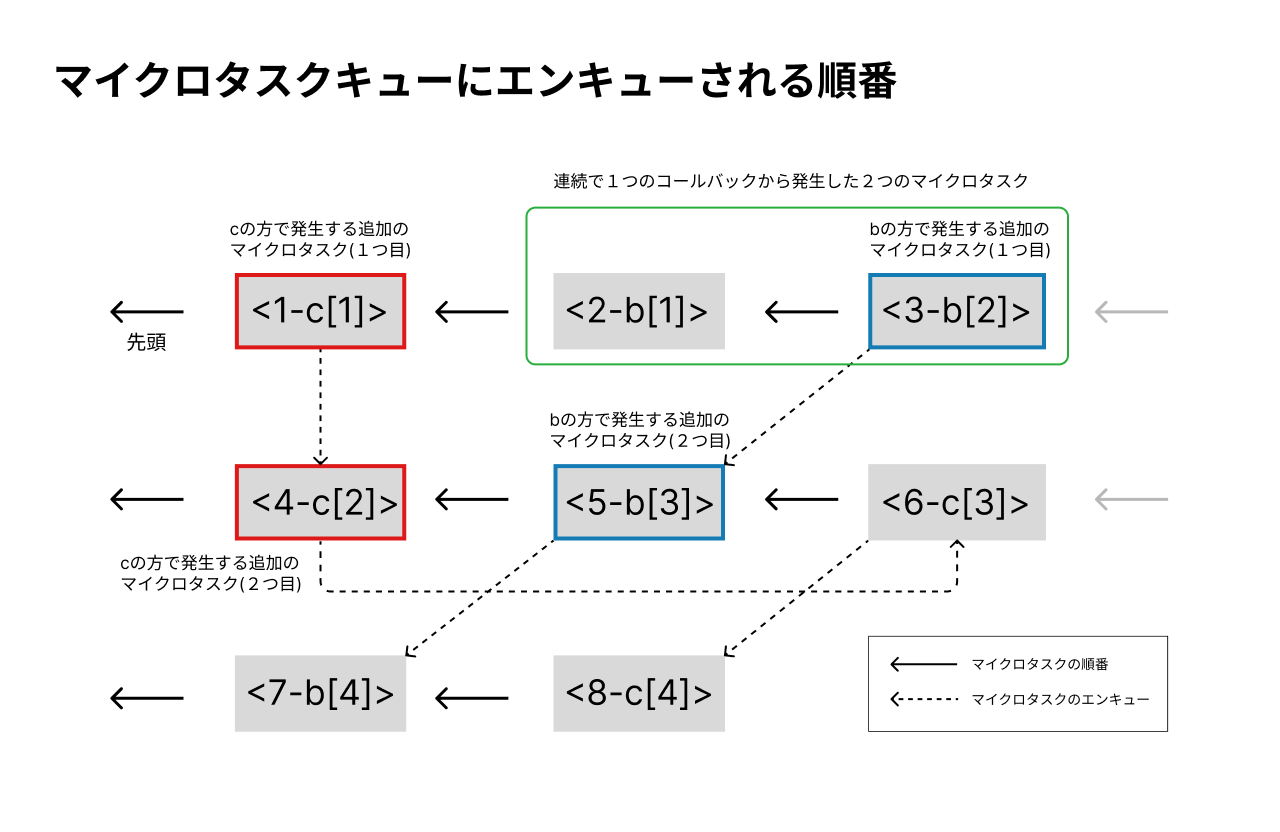 マイクロタスクキューにエンキューされる順番
連続で１つのコールバックから発生した２つのマイクロタスク
cの方で発生する追加の
マイクロタスク(１つ目)
bの方で発生する追加の
マイクロタスク(１つ目)
<1-c[1]>
<2-b[1]>
<3-b[2]>
先頭
bの方で発生する追加の
マイクロタスク(２つ目)
<4-c[2]>
<5-b[3]>
<6-c[3]>
cの方で発生する追加の
マイクロタスク(２つ目)
<7-b[4]>
<8-c[4]>
マイクロタスクの順番
マイクロタスクのエンキュー